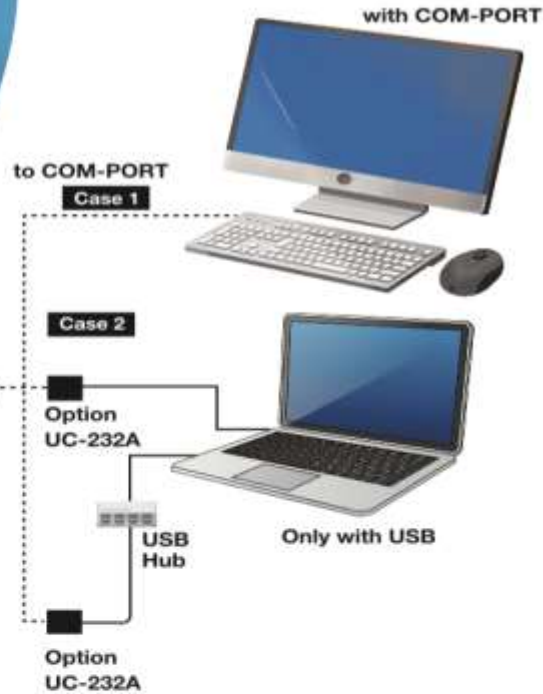 with COM-PORT
to COM-PORT
Case 1
Case 2
Option
UC-232A
USB
Hub
Only with USB
Option
UC-232A